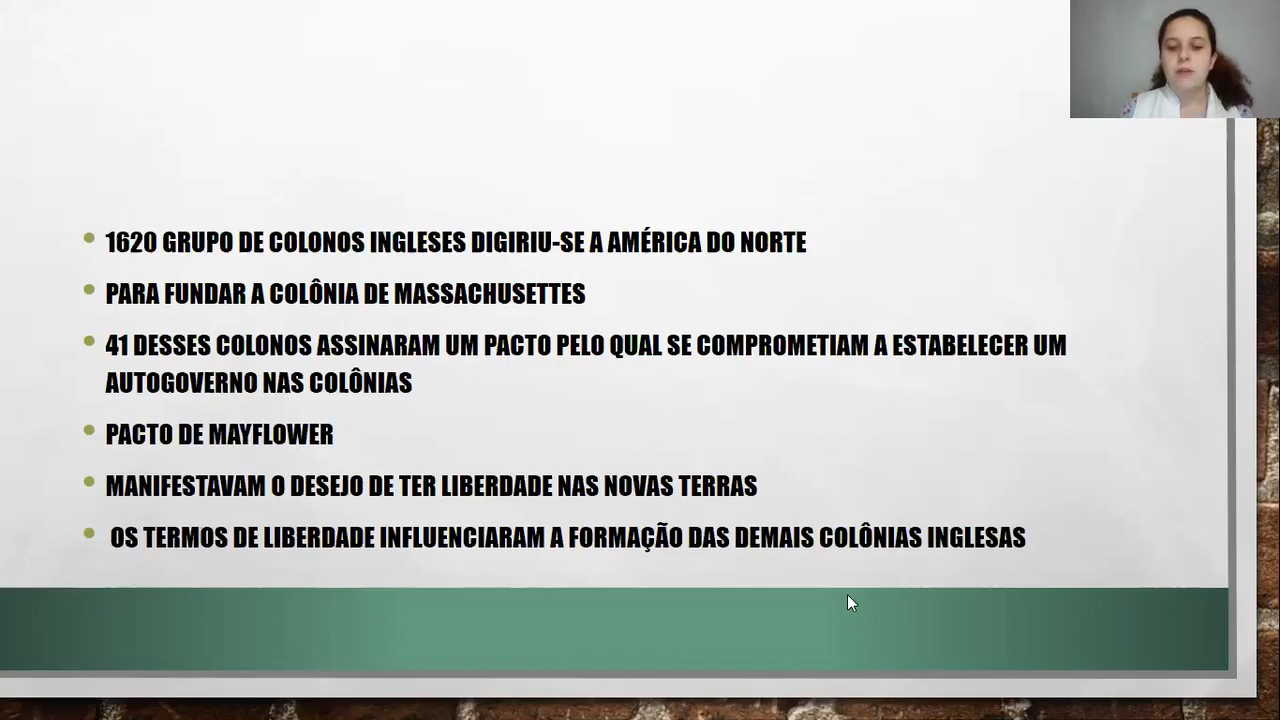 1620 GRUPO DE COLONOS INGLESES DIGIRIU-SE A AMÉRICA DO NORTE
PARA FUNDAR A COLÔNIA DE MASSACHUSETTES
41 DESSES COLONOS ASSINARAM UM PACTO PELO QUAL SE COMPROMETIAM A ESTABELECER UM
AUTOGOVERNO NAS COLÔNIAS
PACTO DE MAYFLOWER
MANIFESTAVAM O DESEJO DE TER LIBERDADE NAS NOVAS TERRAS
OS TERMOS DE LIBERDADE INFLUENCIARAM A FORMAÇÃO DAS DEMAIS COLÔNIAS INGLESAS